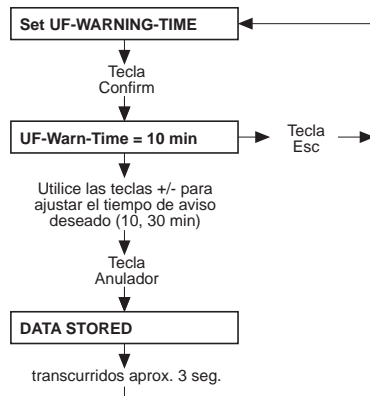 Set UF-WARNING-TIME
Tecla
Confirm
UF-Warn-Time = 10 min
Tecla
Esc
Utilice las teclas +/- para
ajustar el tiempo de aviso
deseado (10, 30 min)
Tecla
Anulador
DATA STORED
transcurridos aprox. 3 seg.